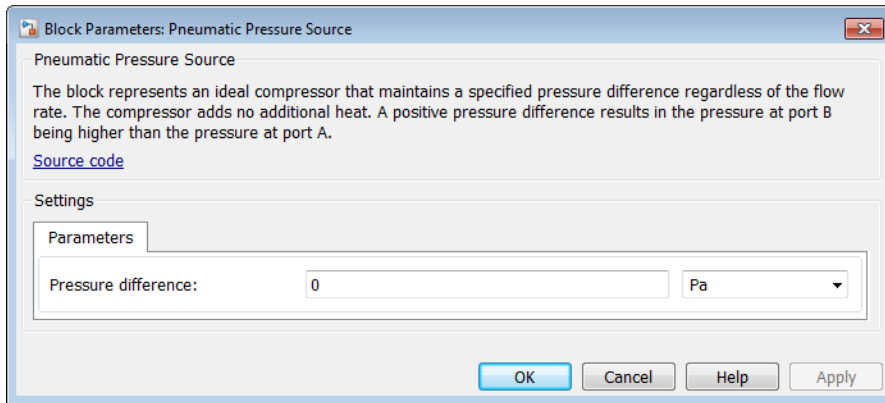 Block Parameters: Pneumatic Pressure Source
Pneumatic Pressure Source
The block represents an ideal compressor that maintains a specified pressure difference regardless of the flow
rate. The compressor adds no additional heat. A positive pressure difference results in the pressure at port B
being higher than the pressure at port A.
Source code
Settings
Parameters
Pressure difference: 0 Pa
OK Cancel Help Apply